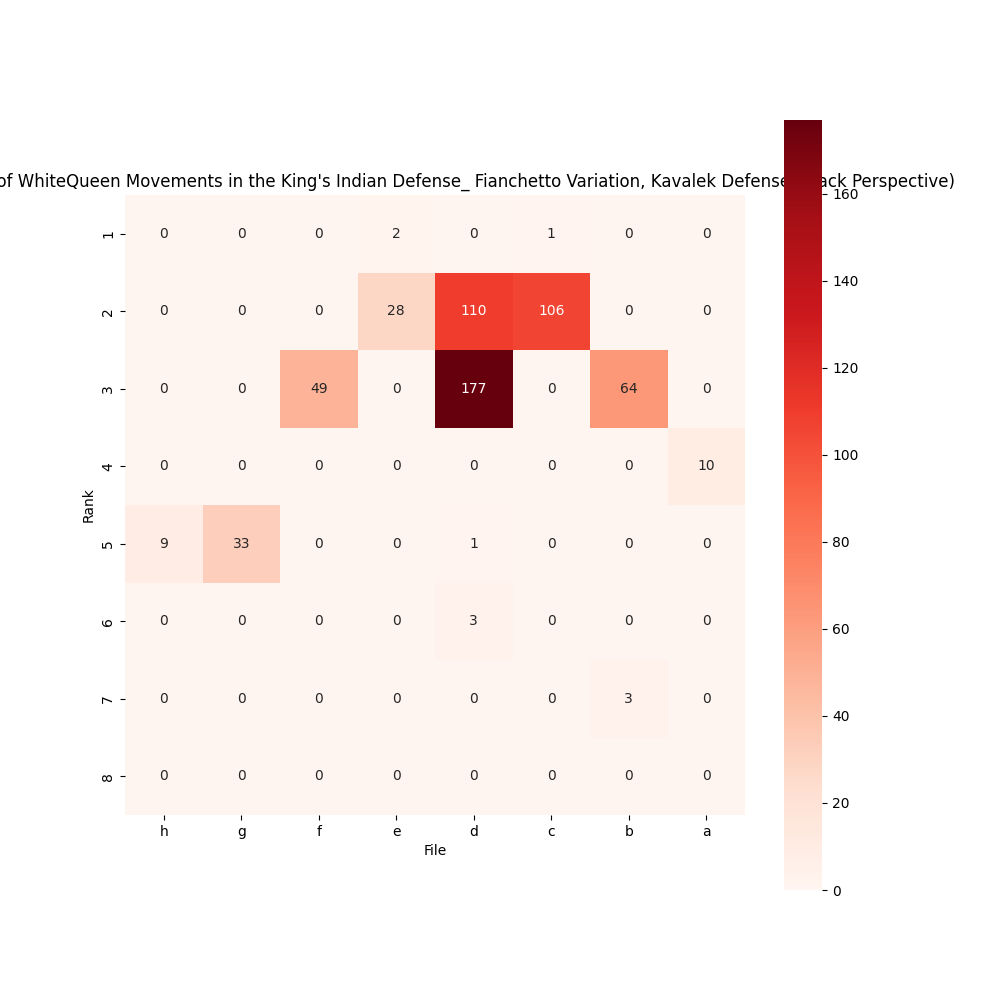 of WhiteQueen Movements in the King's Indian Defense_ Fianchetto Variation, Kavalek Defense ack Perspective)
1 0 0 0 2 0 1 0 0
2 0 0 0 28 110 106 0 0
3 0 0 49 0 177 0 64 0
4 0 0 0 0 0 0 0 10
5 9 33 0 0 1 0 0 0
6 0 0 0 0 3 0 0 0
7 0 0 0 0 0 0 3 0
8 0 0 0 0 0 0 0 0
h g f e d c b a
File
Rank
160
140
120
100
80
60
40
20
0